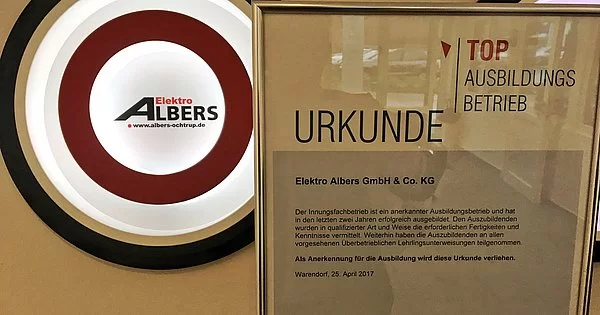 Elektro
ALBERS
www.albers-ochtrup.de
TOP
AUSBILDUNGS
BETRIEB
URKUNDE
Elektro Albers GmbH & Co. KG
Der Innungsfachbetrieb ist ein anerkannter Ausbildungsbetrieb und hat
in den letzten zwei Jahren erfolgreich ausgebildet. Den Auszubildenden
wurden in qualifizierter Art und Weise die erforderlichen Fertigkeiten und
Kenntnisse vermittelt. Weiterhin haben die Auszubildenden an allen
vorgesehenen Überbetrieblichen Lehrlingsunterweisungen teilgenommen.
Als Anerkennung für die Ausbildung wird diese Urkunde verliehen.
Warendorf, 25. April 2017